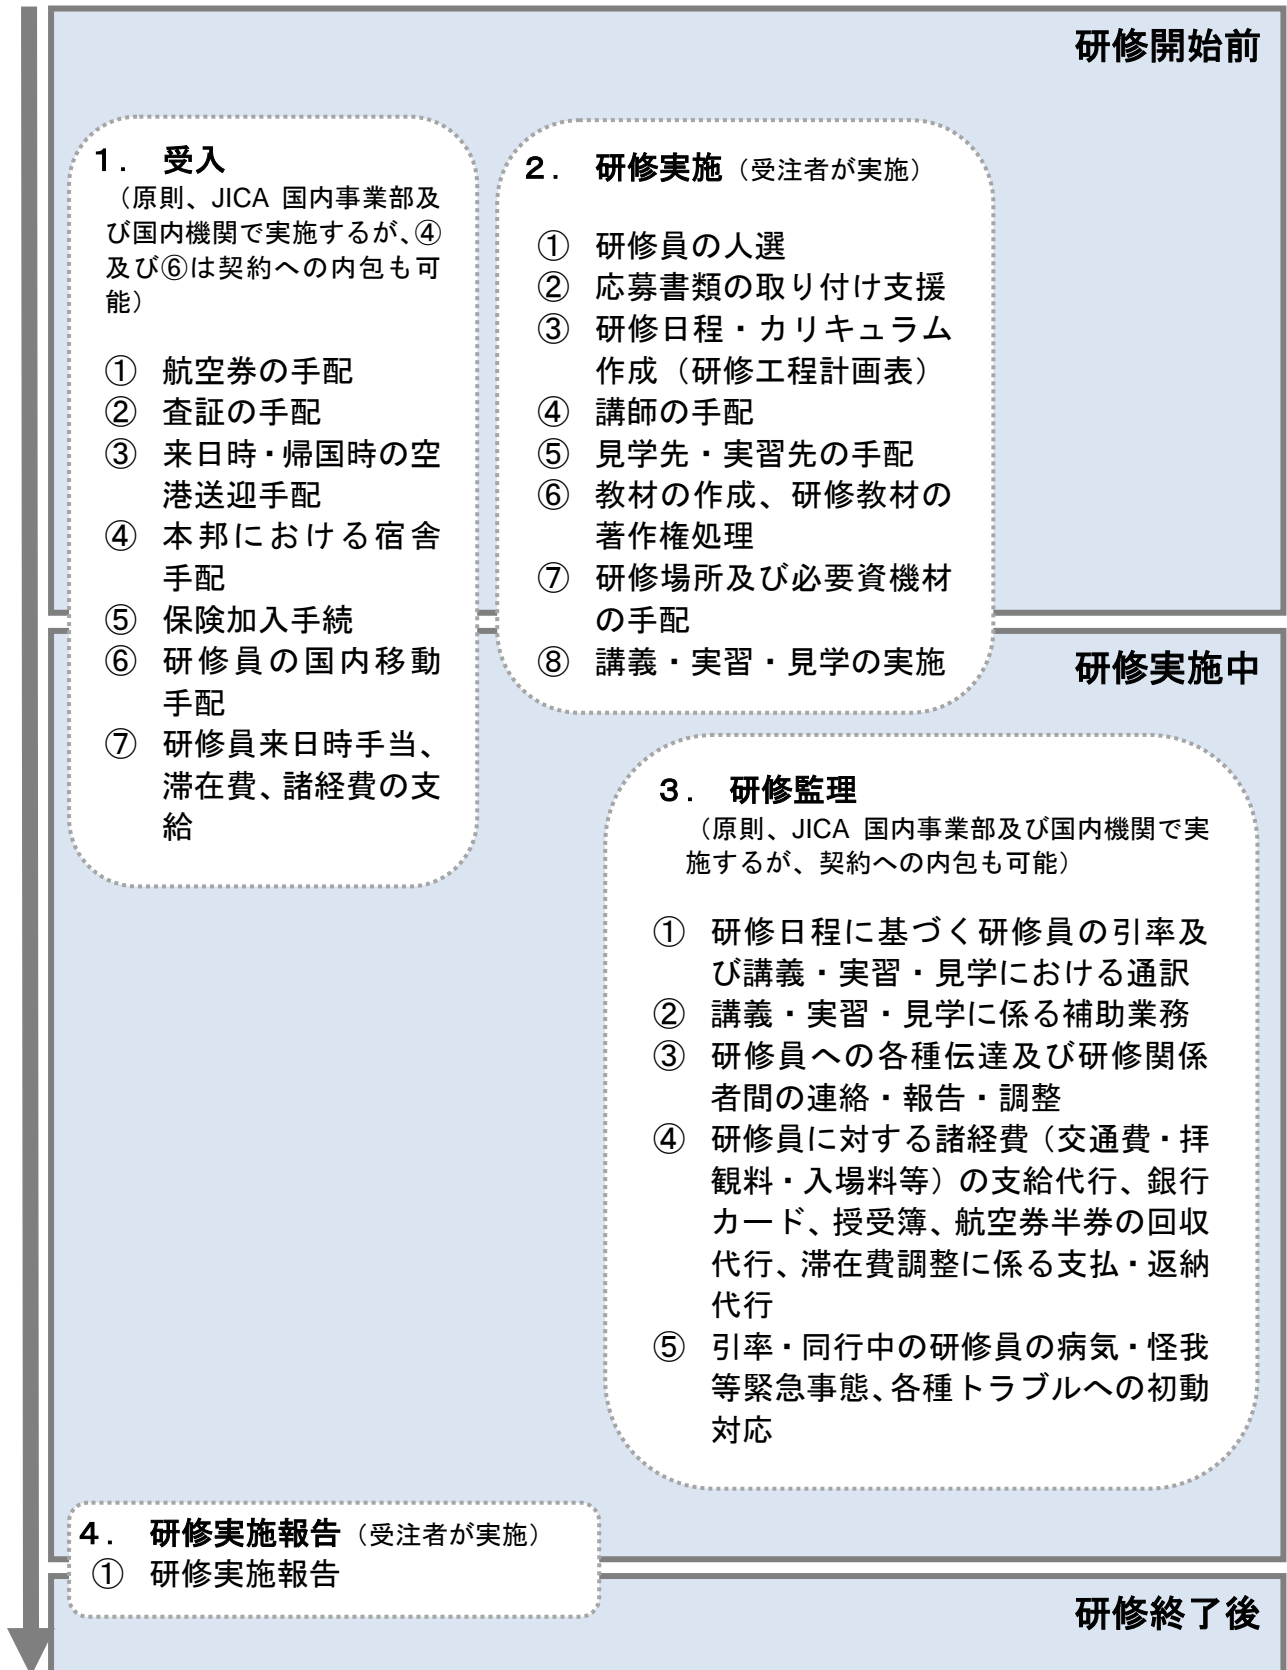 研修開始前
１． 受入
（原則、JICA 国内事業部及
び国内機関で実施するが、④
及び⑥は契約への内包も可
能）
① 航空券の手配
② 査証の手配
③ 来日時・帰国時の空
港送迎手配
④ 本邦における宿舎
手配
⑤ 保険加入手続
⑥ 研修員の国内移動
手配
⑦ 研修員来日時手当、
滞在費、諸経費の支
給
２． 研修実施（受注者が実施）
① 研修員の人選
② 応募書類の取り付け支援
③ 研修日程・カリキュラム
作成（研修工程計画表）
④ 講師の手配
⑤ 見学先・実習先の手配
⑥ 教材の作成、研修教材の
著作権処理
⑦ 研修場所及び必要資機材
の手配
⑧ 講義・実習・見学の実施
研修実施中
３． 研修監理
（原則、JICA 国内事業部及び国内機関で実
施するが、契約への内包も可能）
① 研修日程に基づく研修員の引率及
び講義・実習・見学における通訳
② 講義・実習・見学に係る補助業務
③ 研修員への各種伝達及び研修関係
者間の連絡・報告・調整
④ 研修員に対する諸経費（交通費・拝
観料・入場料等）の支給代行、銀行
カード、授受簿、航空券半券の回収
代行、滞在費調整に係る支払・返納
代行
⑤ 引率・同行中の研修員の病気・怪我
等緊急事態、各種トラブルへの初動
対応
４． 研修実施報告（受注者が実施）
① 研修実施報告
研修終了後